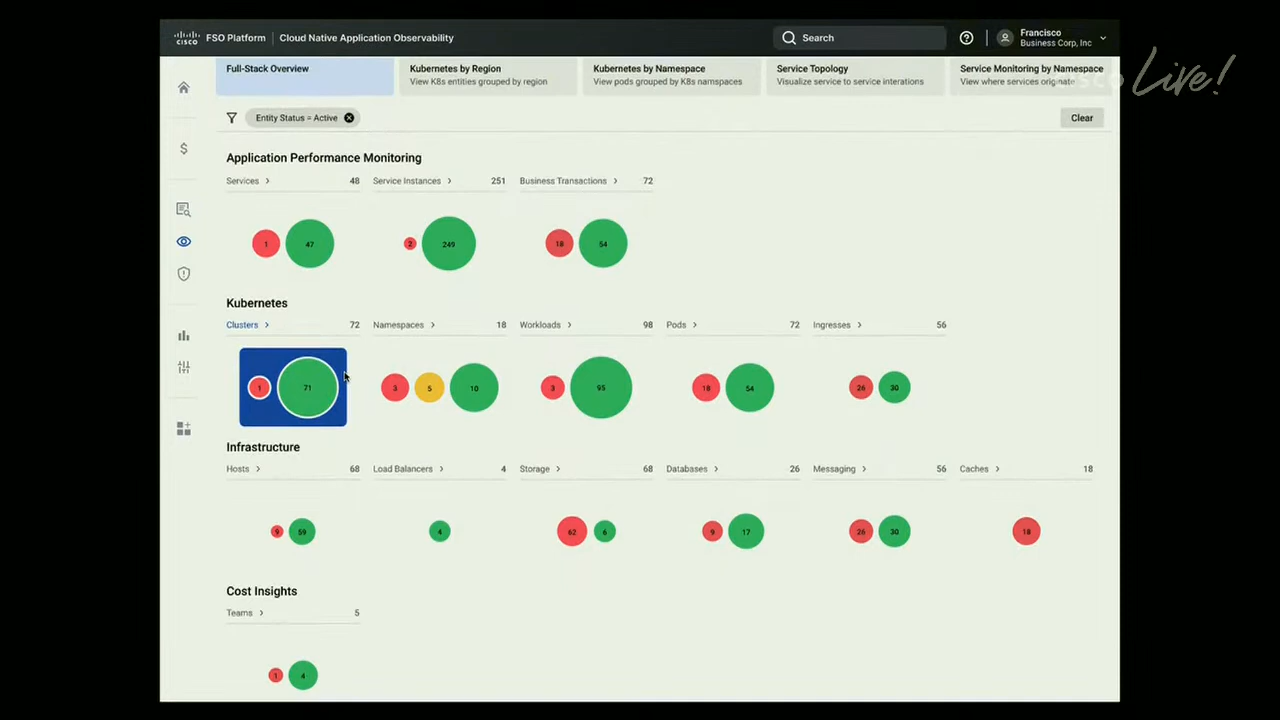 cisco FSO Platform Cloud Native Application Observability Search Francisco
Business Corp, Inc
Full-Stack Overview Kubernetes by Region Kubernetes by Namespace Service Topology Service Monitoring by Namespace
View K8s entities grouped by region View pods grouped by K8s namspaces Visualize service to service interations View where services originate
cisco Live!
Entity Status = Active Clear
Application Performance Monitoring
Services 48 Service Instances 251 Business Transactions 72
1 47 2 249 18 54
Kubernetes
Clusters 72 Namespaces 18 Workloads 98 Pods 72 Ingresses 56
1 71 3 5 10 3 95 18 54 26 30
Infrastructure
Hosts 68 Load Balancers 4 Storage 68 Databases 26 Messaging 56 Caches 18
9 59 4 62 6 9 17 26 30 18
Cost Insights
Teams 5
1 4